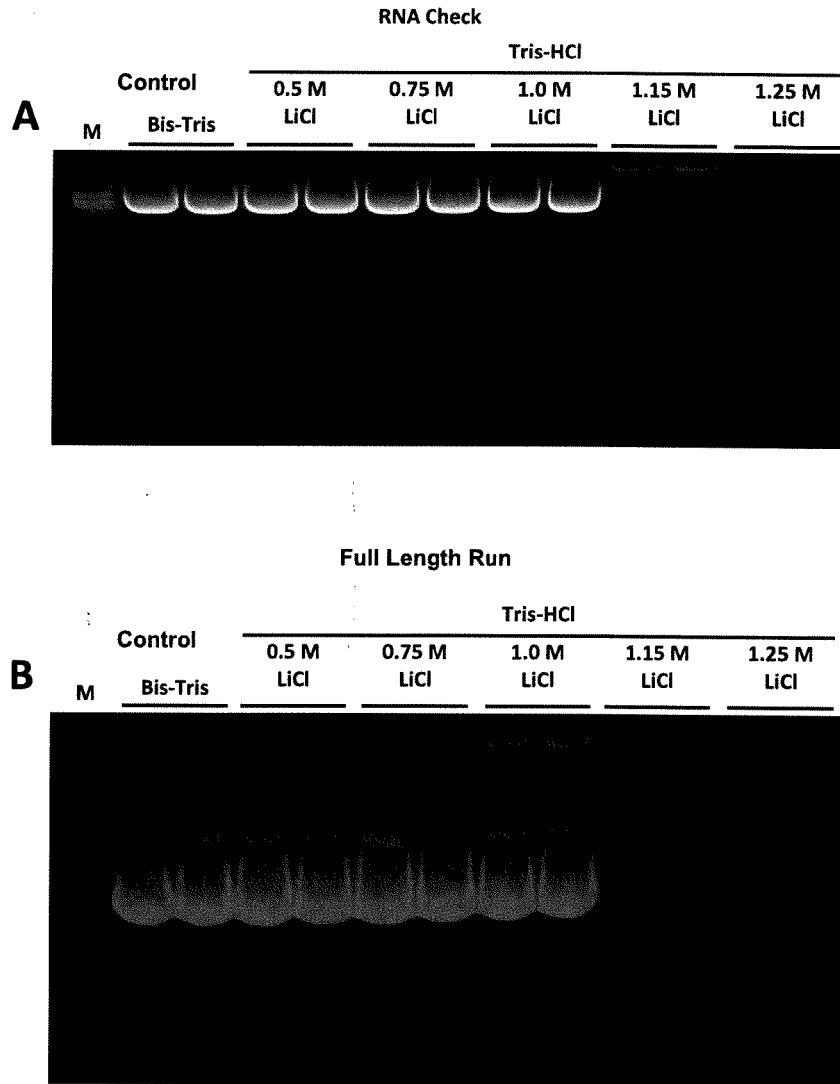 RNA Check
Tris-HCl
Control
0.5 M
0.75 M
1.0 M
1.15 M
1.25 M
LiCl
LiCl
LiCl
LiCl
LiCl
A
M
Bis-Tris
Full Length Run
Tris-HCl
Control
0.5 M
0.75 M
1.0 M
1.15 M
1.25 M
LiCl
LiCl
LiCl
LiCl
LiCl
B
M
Bis-Tris